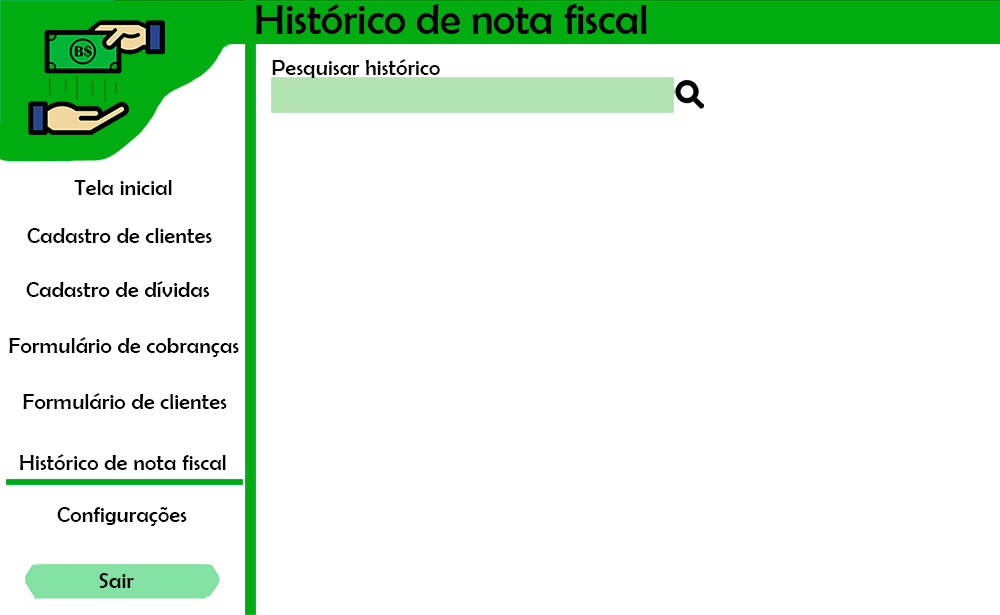 Histórico de nota fiscal
B$
Pesquisar histórico
Tela inicial
Cadastro de clientes
Cadastro de dívidas
Formulário de cobranças
Formulário de clientes
Histórico de nota fiscal
Configurações
Sair